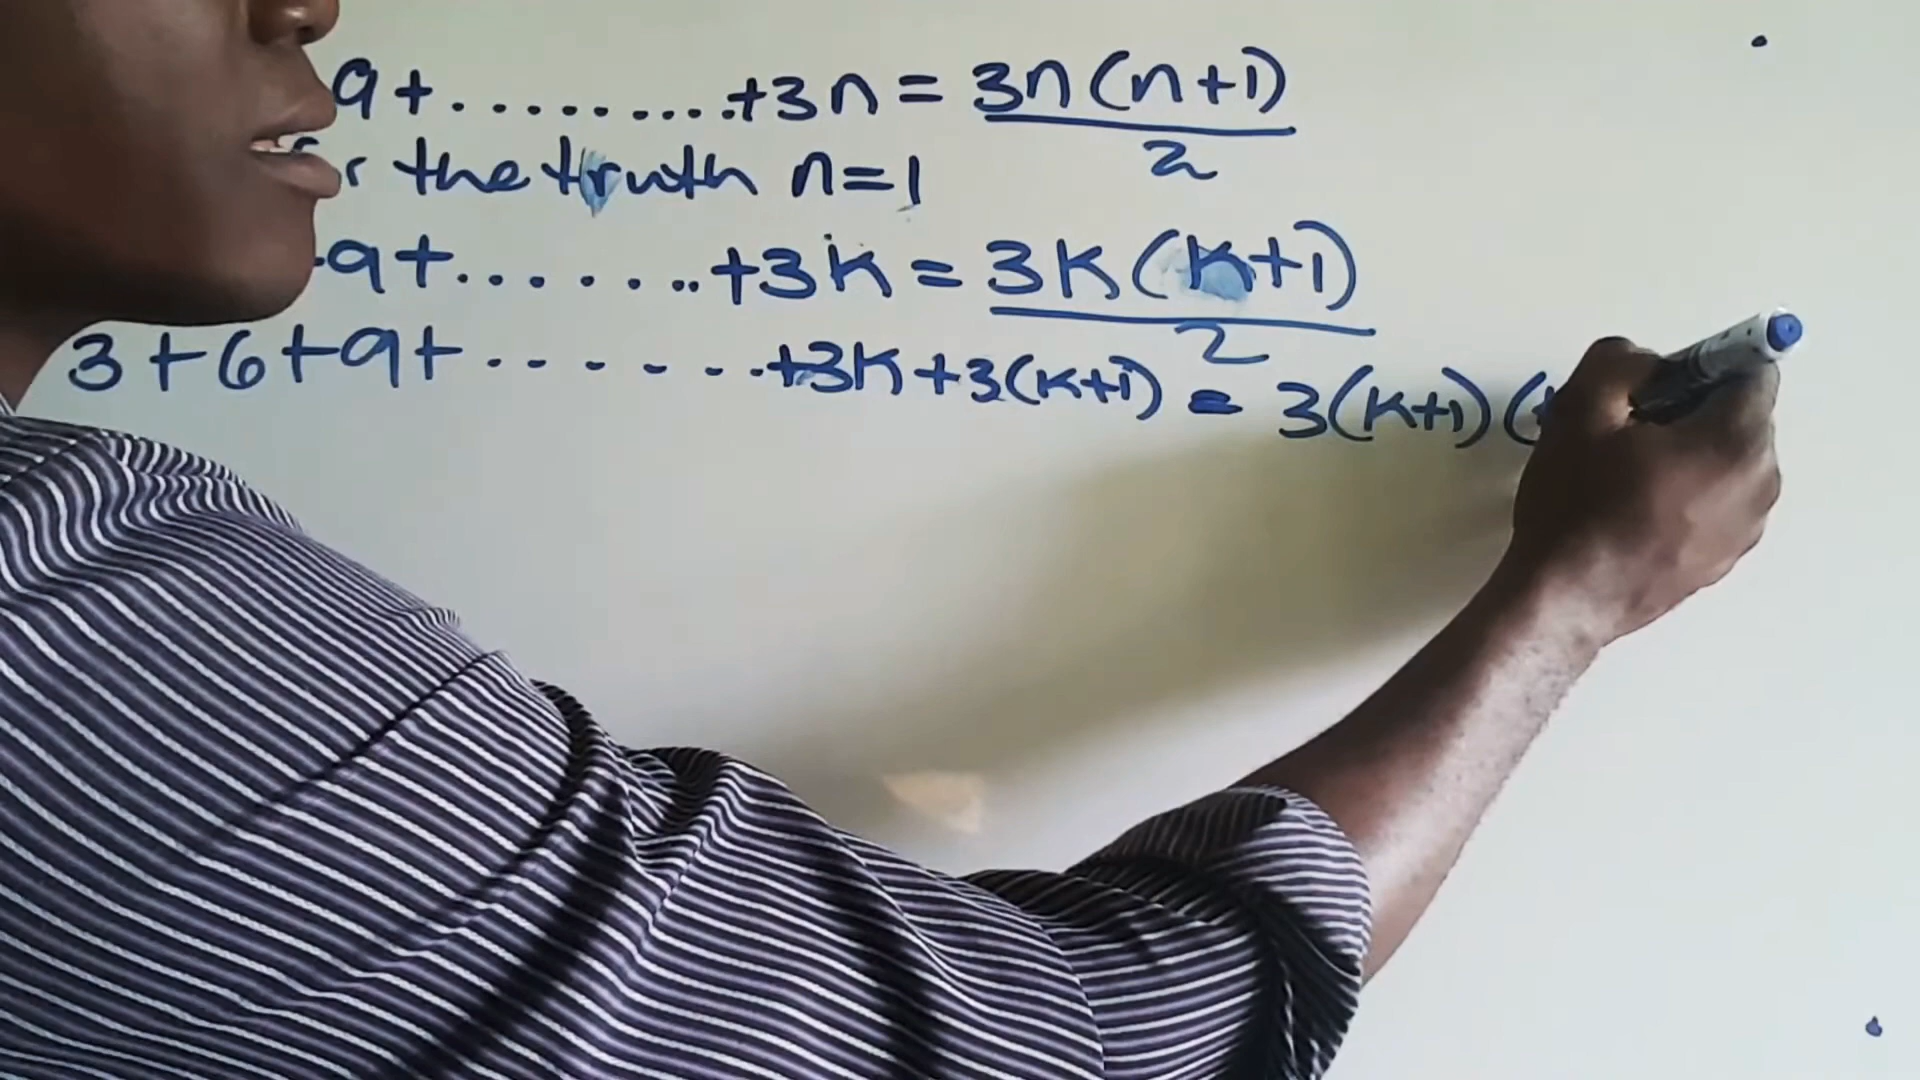 9+.........+3n = 3n(n+1)/2
the truth n=1
9+.......+3k = 3k(k+1)/2
3+6+9+......+3k+3(k+1) = 3(k+1)(